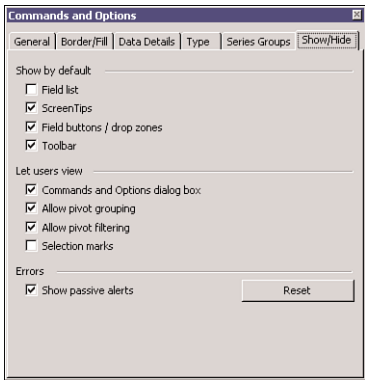 Commands and Options
General Border/Fill Data Details Type Series Groups Show/Hide
Show by default
Field list
ScreenTips
Field buttons / drop zones
Toolbar
Let users view
Commands and Options dialog box
Allow pivot grouping
Allow pivot filtering
Selection marks
Errors
Show passive alerts Reset